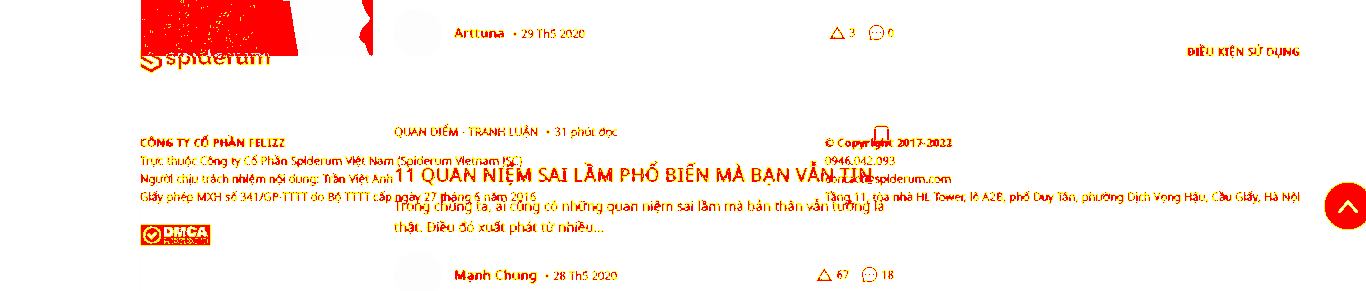 Arttuna • 29 Th5 2020
3 0
spiderum
ĐIỀU KIỆN SỬ DỤNG
QUAN ĐIỂM - TRANH LUẬN • 31 phút đọc
CÔNG TY CỔ PHẦN FELIZZ
© Copyright 2017-2022
Trực thuộc Công ty Cổ Phần Spiderum Việt Nam (Spiderum Vietnam JSC)
0946.042.093
11 QUAN NIỆM SAI LẦM PHỔ BIẾN MÀ BẠN VẪN TIN
Người chịu trách nhiệm nội dung: Trần Việt Anh
contact@spiderum.com
Giấy phép MXH số 341/GP-TTTT do Bộ TTTT cấp ngày 27 tháng 6 năm 2016
Tầng 11, tòa nhà HL Tower, lô A2B, phố Duy Tân, phường Dịch Vọng Hậu, Cầu Giấy, Hà Nội
Trong chúng ta, ai cũng có những quan niệm sai lầm mà bản thân vẫn tưởng là
thật. Điều đó xuất phát từ nhiều...
DMCA
Mạnh Chung • 28 Th5 2020
67 18